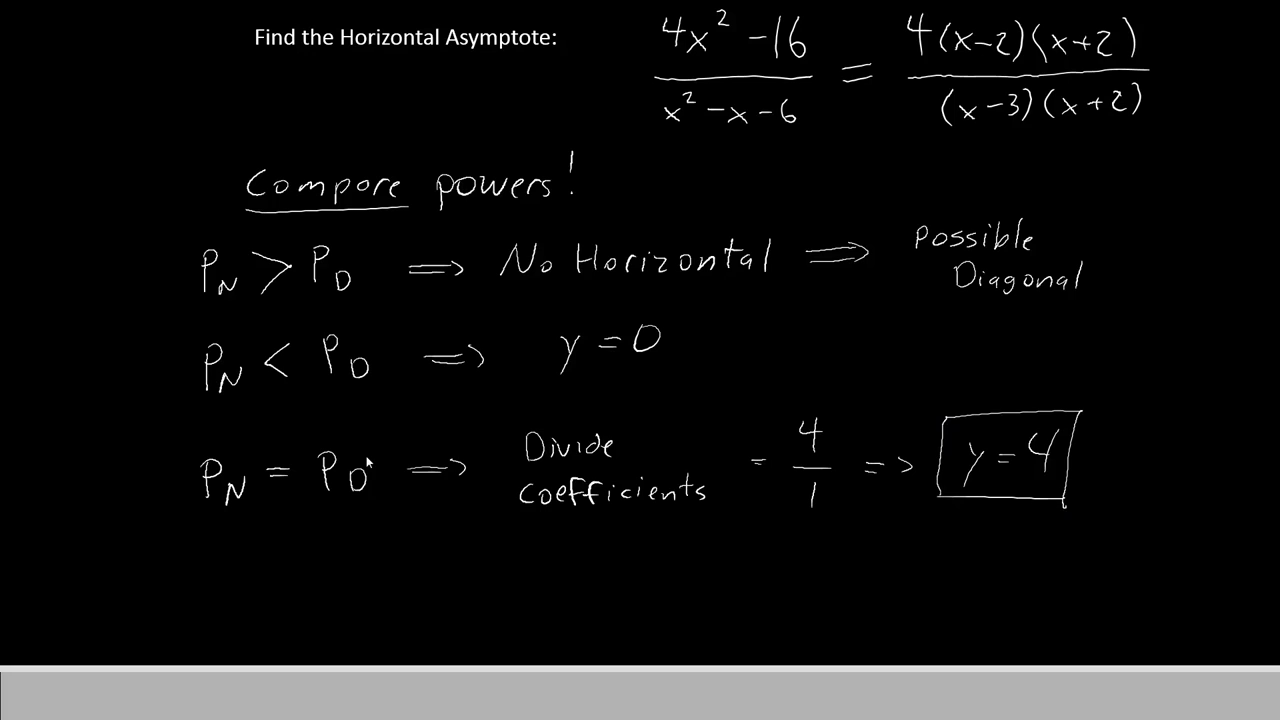 Find the Horizontal Asymptote:
4x² - 16 / x² - x - 6 = 4(x-2)(x+2) / (x-3)(x+2)
Compare powers!
P_N > P_D ⟹ No Horizontal ⟹ Possible Diagonal
P_N < P_D ⟹ y = 0
P_N = P_D ⟹ Divide coefficients = 4/1 => y = 4